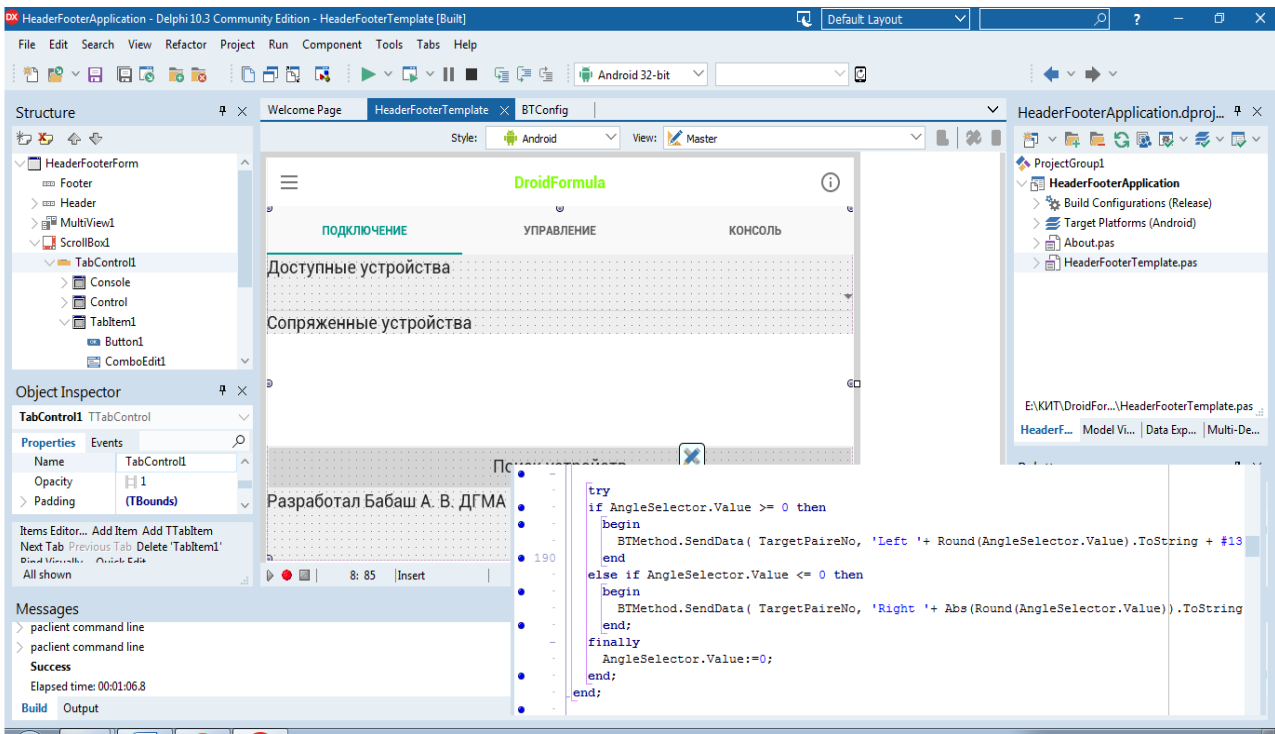 HeaderFooterApplication - Delphi 10.3 Community Edition - HeaderFooterTemplate [Built]
Default Layout
?
File Edit Search View Refactor Project Run Component Tools Tabs Help
Android 32-bit
Structure
HeaderFooterForm
Footer
Header
MultiView1
ScrollBox1
TabControl1
Console
Control
TabItem1
Button1
ComboEdit1
Object Inspector
TabControl1 TTabControl
Properties Events
Name TabControl1
Opacity 1
Padding (TBounds)
Items Editor... Add Item Add TTabItem
Next Tab Previous Tab Delete 'TabItem1'
Bind Visually... Quick Edit...
All shown
Welcome Page HeaderFooterTemplate BTConfig
Style: Android View: Master
DroidFormula
ПОДКЛЮЧЕНИЕ УПРАВЛЕНИЕ КОНСОЛЬ
Доступные устройства
Сопряженные устройства
Поиск устройств
Разработал Бабаш А. В. ДГМА
8: 85 Insert
try
if AngleSelector.Value >= 0 then
begin
BTMethod.SendData( TargetPaireNo, 'Left '+ Round(AngleSelector.Value).ToString + #13
190 end
else if AngleSelector.Value <= 0 then
begin
BTMethod.SendData( TargetPaireNo, 'Right '+ Abs(Round(AngleSelector.Value)).ToString
end;
finally
AngleSelector.Value:=0;
end;
end;
HeaderFooterApplication.dproj...
ProjectGroup1
HeaderFooterApplication
Build Configurations (Release)
Target Platforms (Android)
About.pas
HeaderFooterTemplate.pas
E:\КИТ\DroidFor...\HeaderFooterTemplate.pas
HeaderF... Model Vi... Data Exp... Multi-De...
Messages
paclient command line
paclient command line
Success
Elapsed time: 00:01:06.8
Build Output